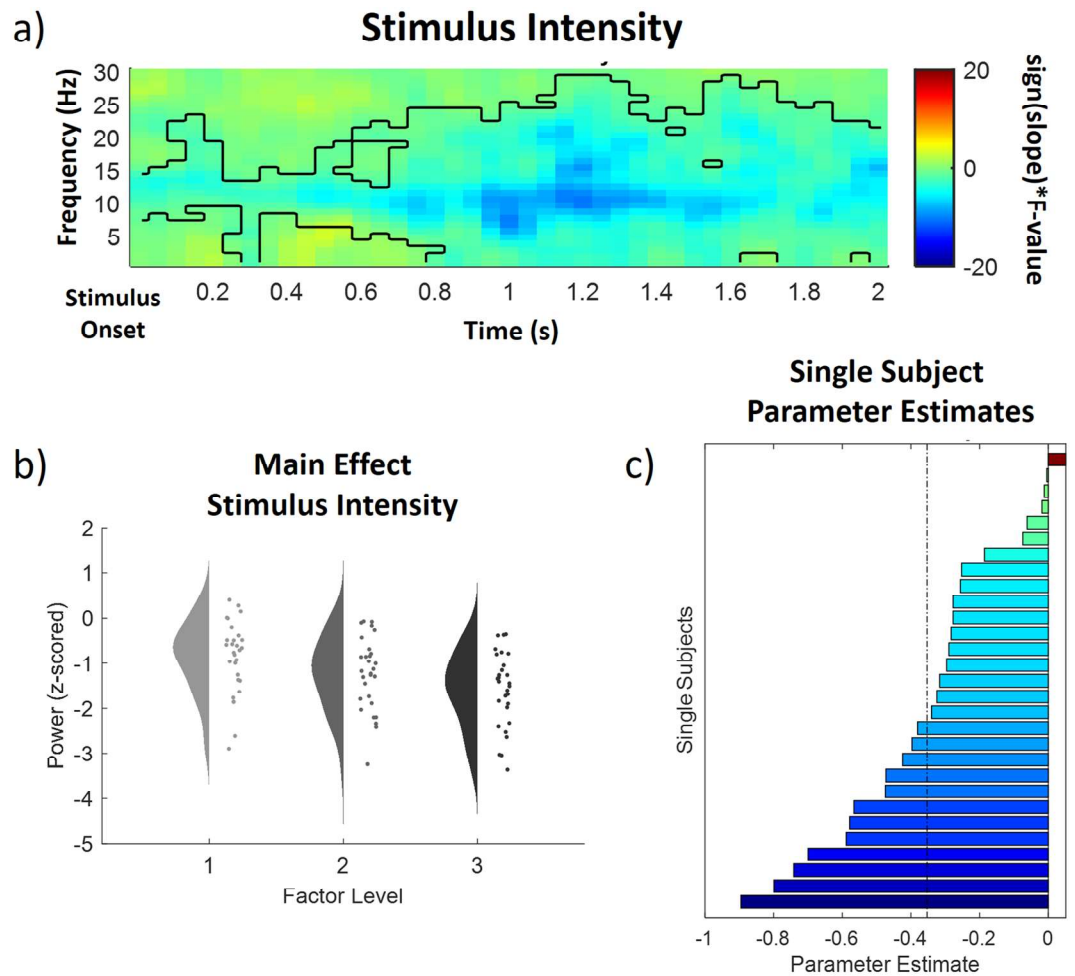 a)
Stimulus Intensity
Frequency (Hz)
30
25
20
15
10
5
0.2 0.4 0.6 0.8 1 1.2 1.4 1.6 1.8 2
Stimulus
Onset
Time (s)
20
0
-20
sign(slope)*F-value
b)
Main Effect
Stimulus Intensity
Power (z-scored)
2
1
0
-1
-2
-3
-4
-5
1 2 3
Factor Level
Single Subject
Parameter Estimates
c)
Single Subjects
-1 -0.8 -0.6 -0.4 -0.2 0
Parameter Estimate